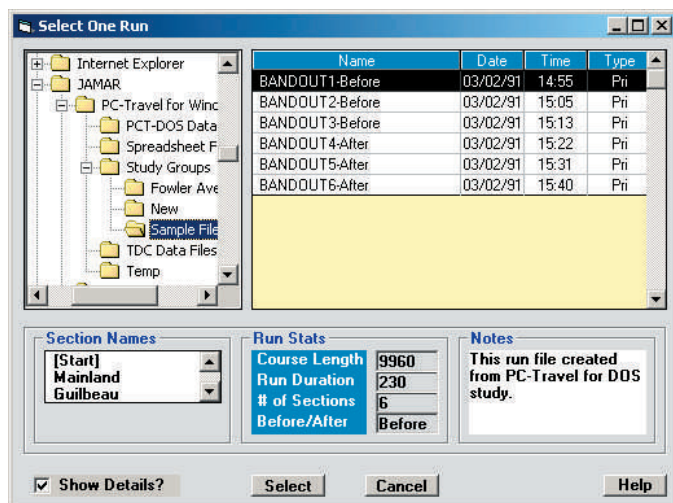 Select One Run
Internet Explorer
JAMAR
PC-Travel for Winc
PCT-DOS Data
Spreadsheet F
Study Groups
Fowler Ave
New
Sample File
TDC Data Files
Temp
Name Date Time Type
BANDOUT1-Before 03/02/91 14:55 Pri
BANDOUT2-Before 03/02/91 15:05 Pri
BANDOUT3-Before 03/02/91 15:13 Pri
BANDOUT4-After 03/02/91 15:22 Pri
BANDOUT5-After 03/02/91 15:31 Pri
BANDOUT6-After 03/02/91 15:40 Pri
Section Names
[Start]
Mainland
Guilbeau
Run Stats
Course Length 9960
Run Duration 230
# of Sections 6
Before/After Before
Notes
This run file created
from PC-Travel for DOS
study.
Show Details? Select Cancel Help